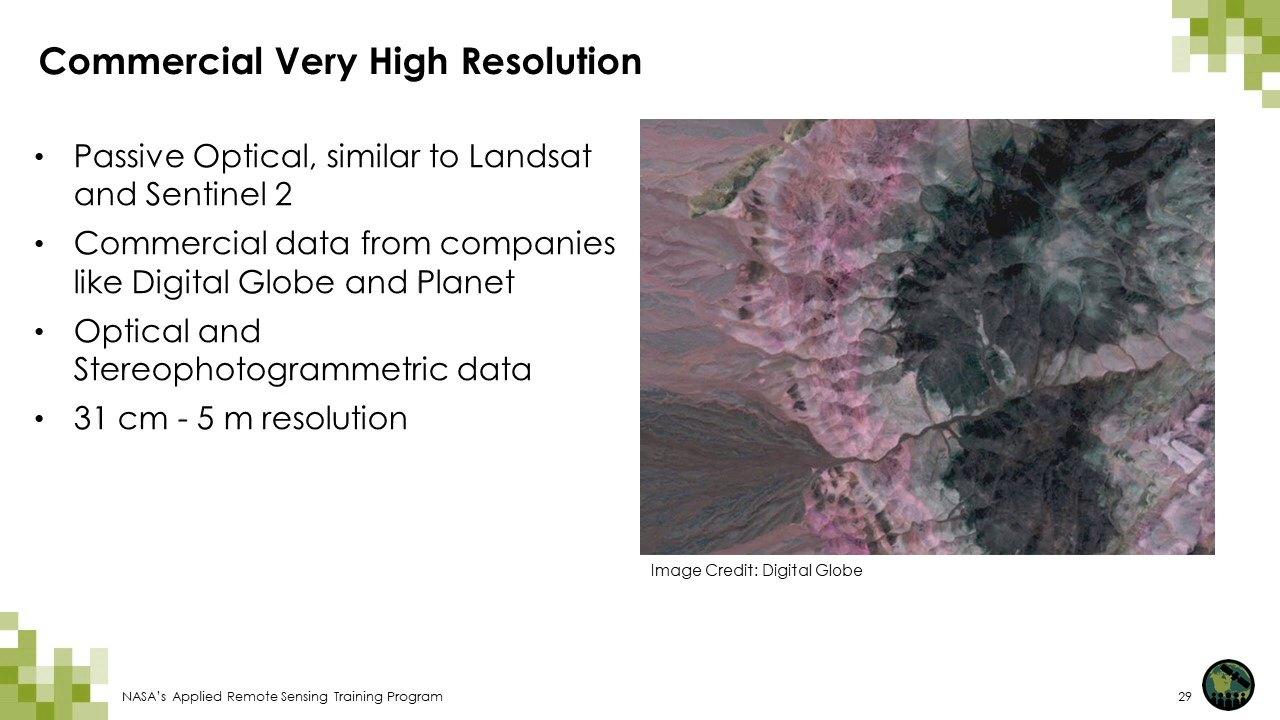 Commercial Very High Resolution
• Passive Optical, similar to Landsat
and Sentinel 2
• Commercial data from companies
like Digital Globe and Planet
• Optical and
Stereophotogrammetric data
• 31 cm - 5 m resolution
Image Credit: Digital Globe
NASA's Applied Remote Sensing Training Program
29